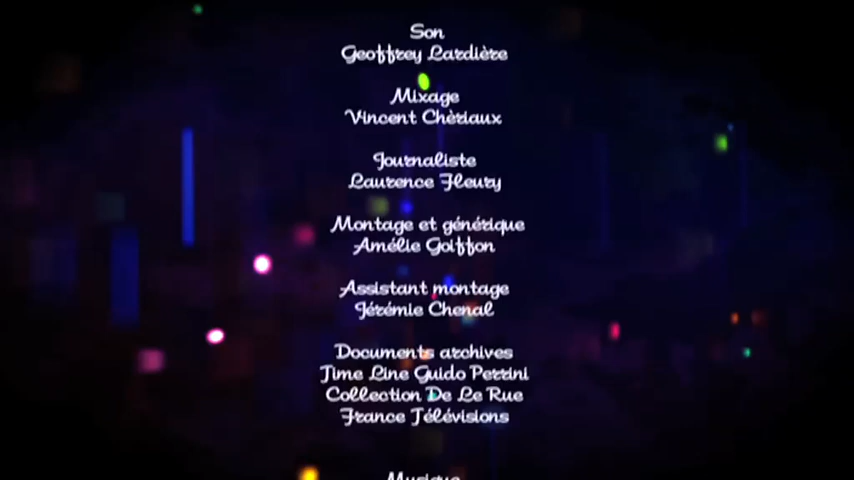 Son
Geoffrey Lardière
Mixage
Vincent Chèriaux
Journaliste
Laurence Fleury
Montage et générique
Amélie Goiffon
Assistant montage
Jérémie Chenal
Documents archives
Time Line Guido Perrini
Collection De Le Rue
France Télévisions
Musique